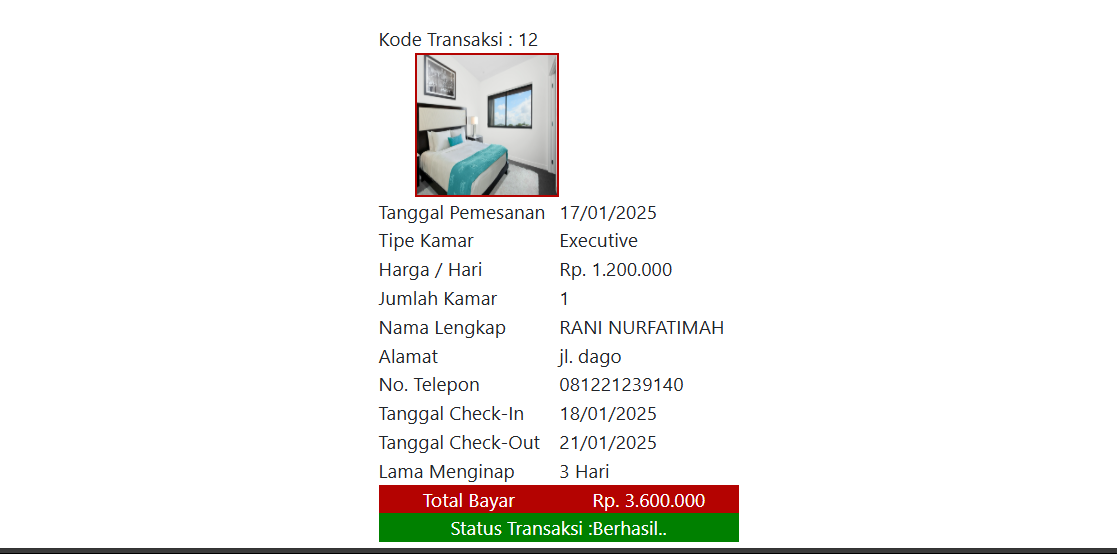 Kode Transaksi : 12
Tanggal Pemesanan 17/01/2025
Tipe Kamar Executive
Harga / Hari Rp. 1.200.000
Jumlah Kamar 1
Nama Lengkap RANI NURFATIMAH
Alamat jl. dago
No. Telepon 081221239140
Tanggal Check-In 18/01/2025
Tanggal Check-Out 21/01/2025
Lama Menginap 3 Hari
Total Bayar Rp. 3.600.000
Status Transaksi :Berhasil..